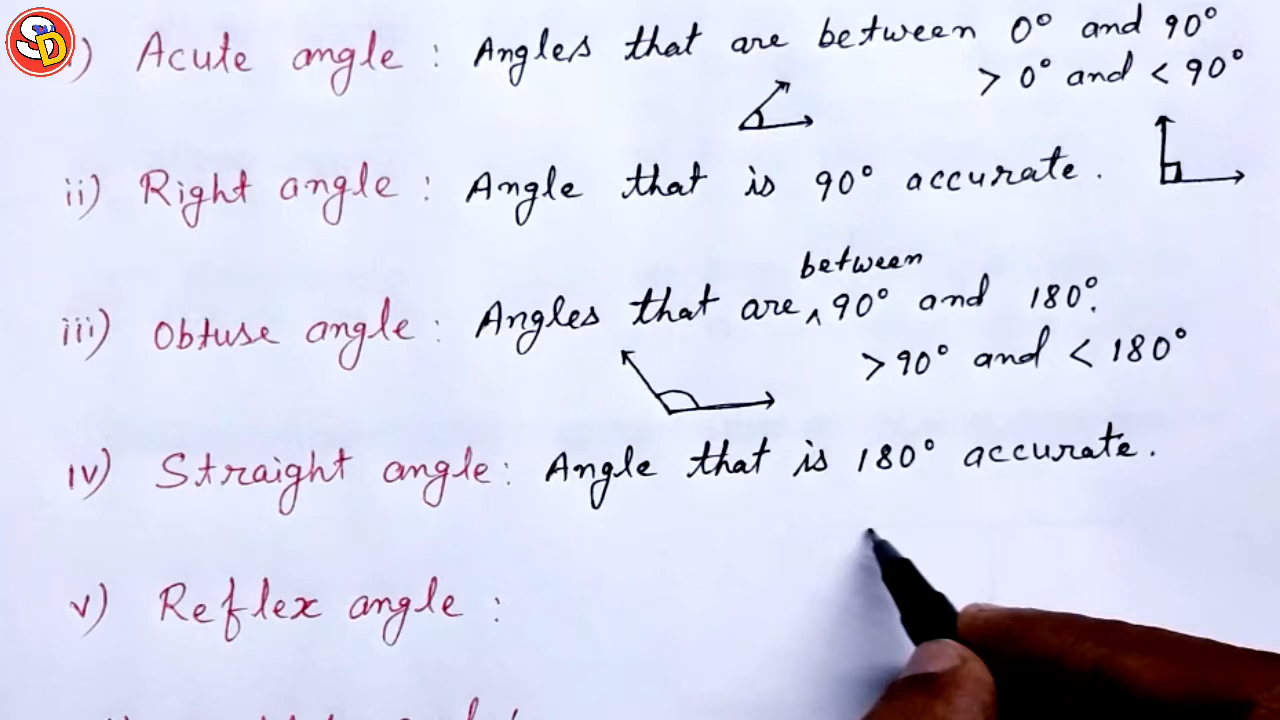 SD
i) Acute angle : Angles that are between 0° and 90°
> 0° and < 90°
ii) Right angle : Angle that is 90° accurate.
between
iii) Obtuse angle : Angles that are ^ 90° and 180°.
> 90° and < 180°
iv) Straight angle : Angle that is 180° accurate.
v) Reflex angle :